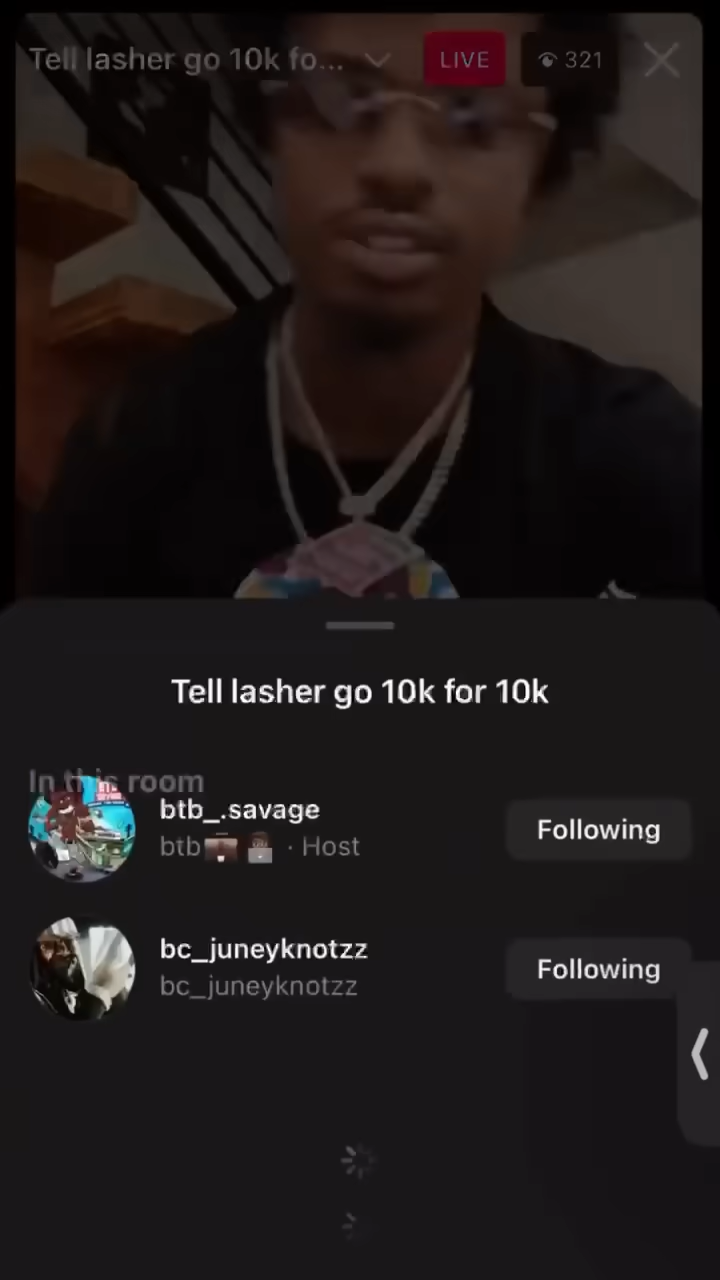 Tell lasher go 10k fo...
LIVE
321
Tell lasher go 10k for 10k
In this room
btb_.savage
Following
btb · Host
bc_juneyknotzz
Following
bc_juneyknotzz